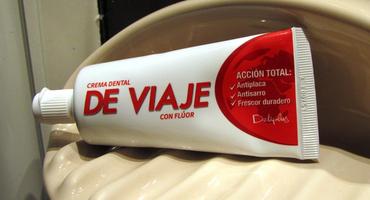 CREMA DENTAL
DE VIAJE
CON FLÚOR
ACCIÓN TOTAL:
Antiplaca
Antisarro
Frescor duradero
Deliplus